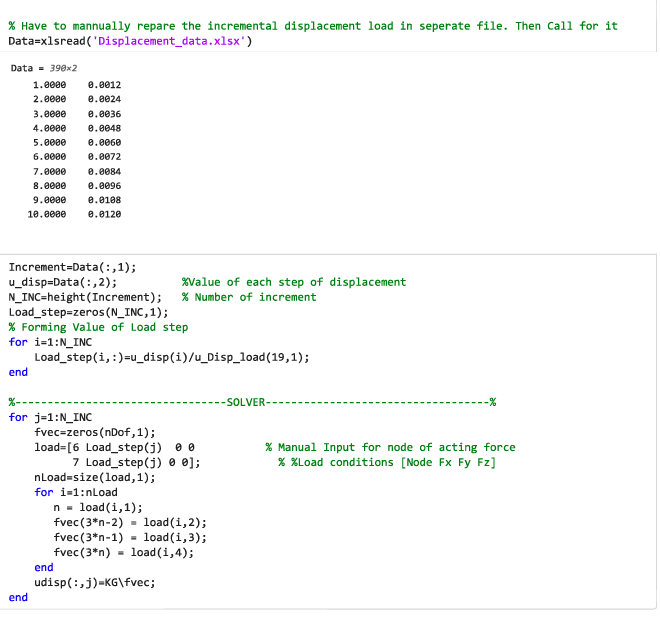 % Have to mannually repare the incremental displacement load in seperate file. Then Call for it
Data=xlsread('Displacement_data.xlsx')
Data = 390×2
1.0000 0.0012
2.0000 0.0024
3.0000 0.0036
4.0000 0.0048
5.0000 0.0060
6.0000 0.0072
7.0000 0.0084
8.0000 0.0096
9.0000 0.0108
10.0000 0.0120
Increment=Data(:,1);
u_disp=Data(:,2); %Value of each step of displacement
N_INC=height(Increment); % Number of increment
Load_step=zeros(N_INC,1);
% Forming Value of Load step
for i=1:N_INC
Load_step(i,:)=u_disp(i)/u_Disp_load(19,1);
end
%---------------------------------SOLVER-----------------------------------%
for j=1:N_INC
fvec=zeros(nDof,1);
load=[6 Load_step(j) 0 0 % Manual Input for node of acting force
7 Load_step(j) 0 0]; % %Load conditions [Node Fx Fy Fz]
nLoad=size(load,1);
for i=1:nLoad
n = load(i,1);
fvec(3*n-2) = load(i,2);
fvec(3*n-1) = load(i,3);
fvec(3*n) = load(i,4);
end
udisp(:,j)=KG\fvec;
end